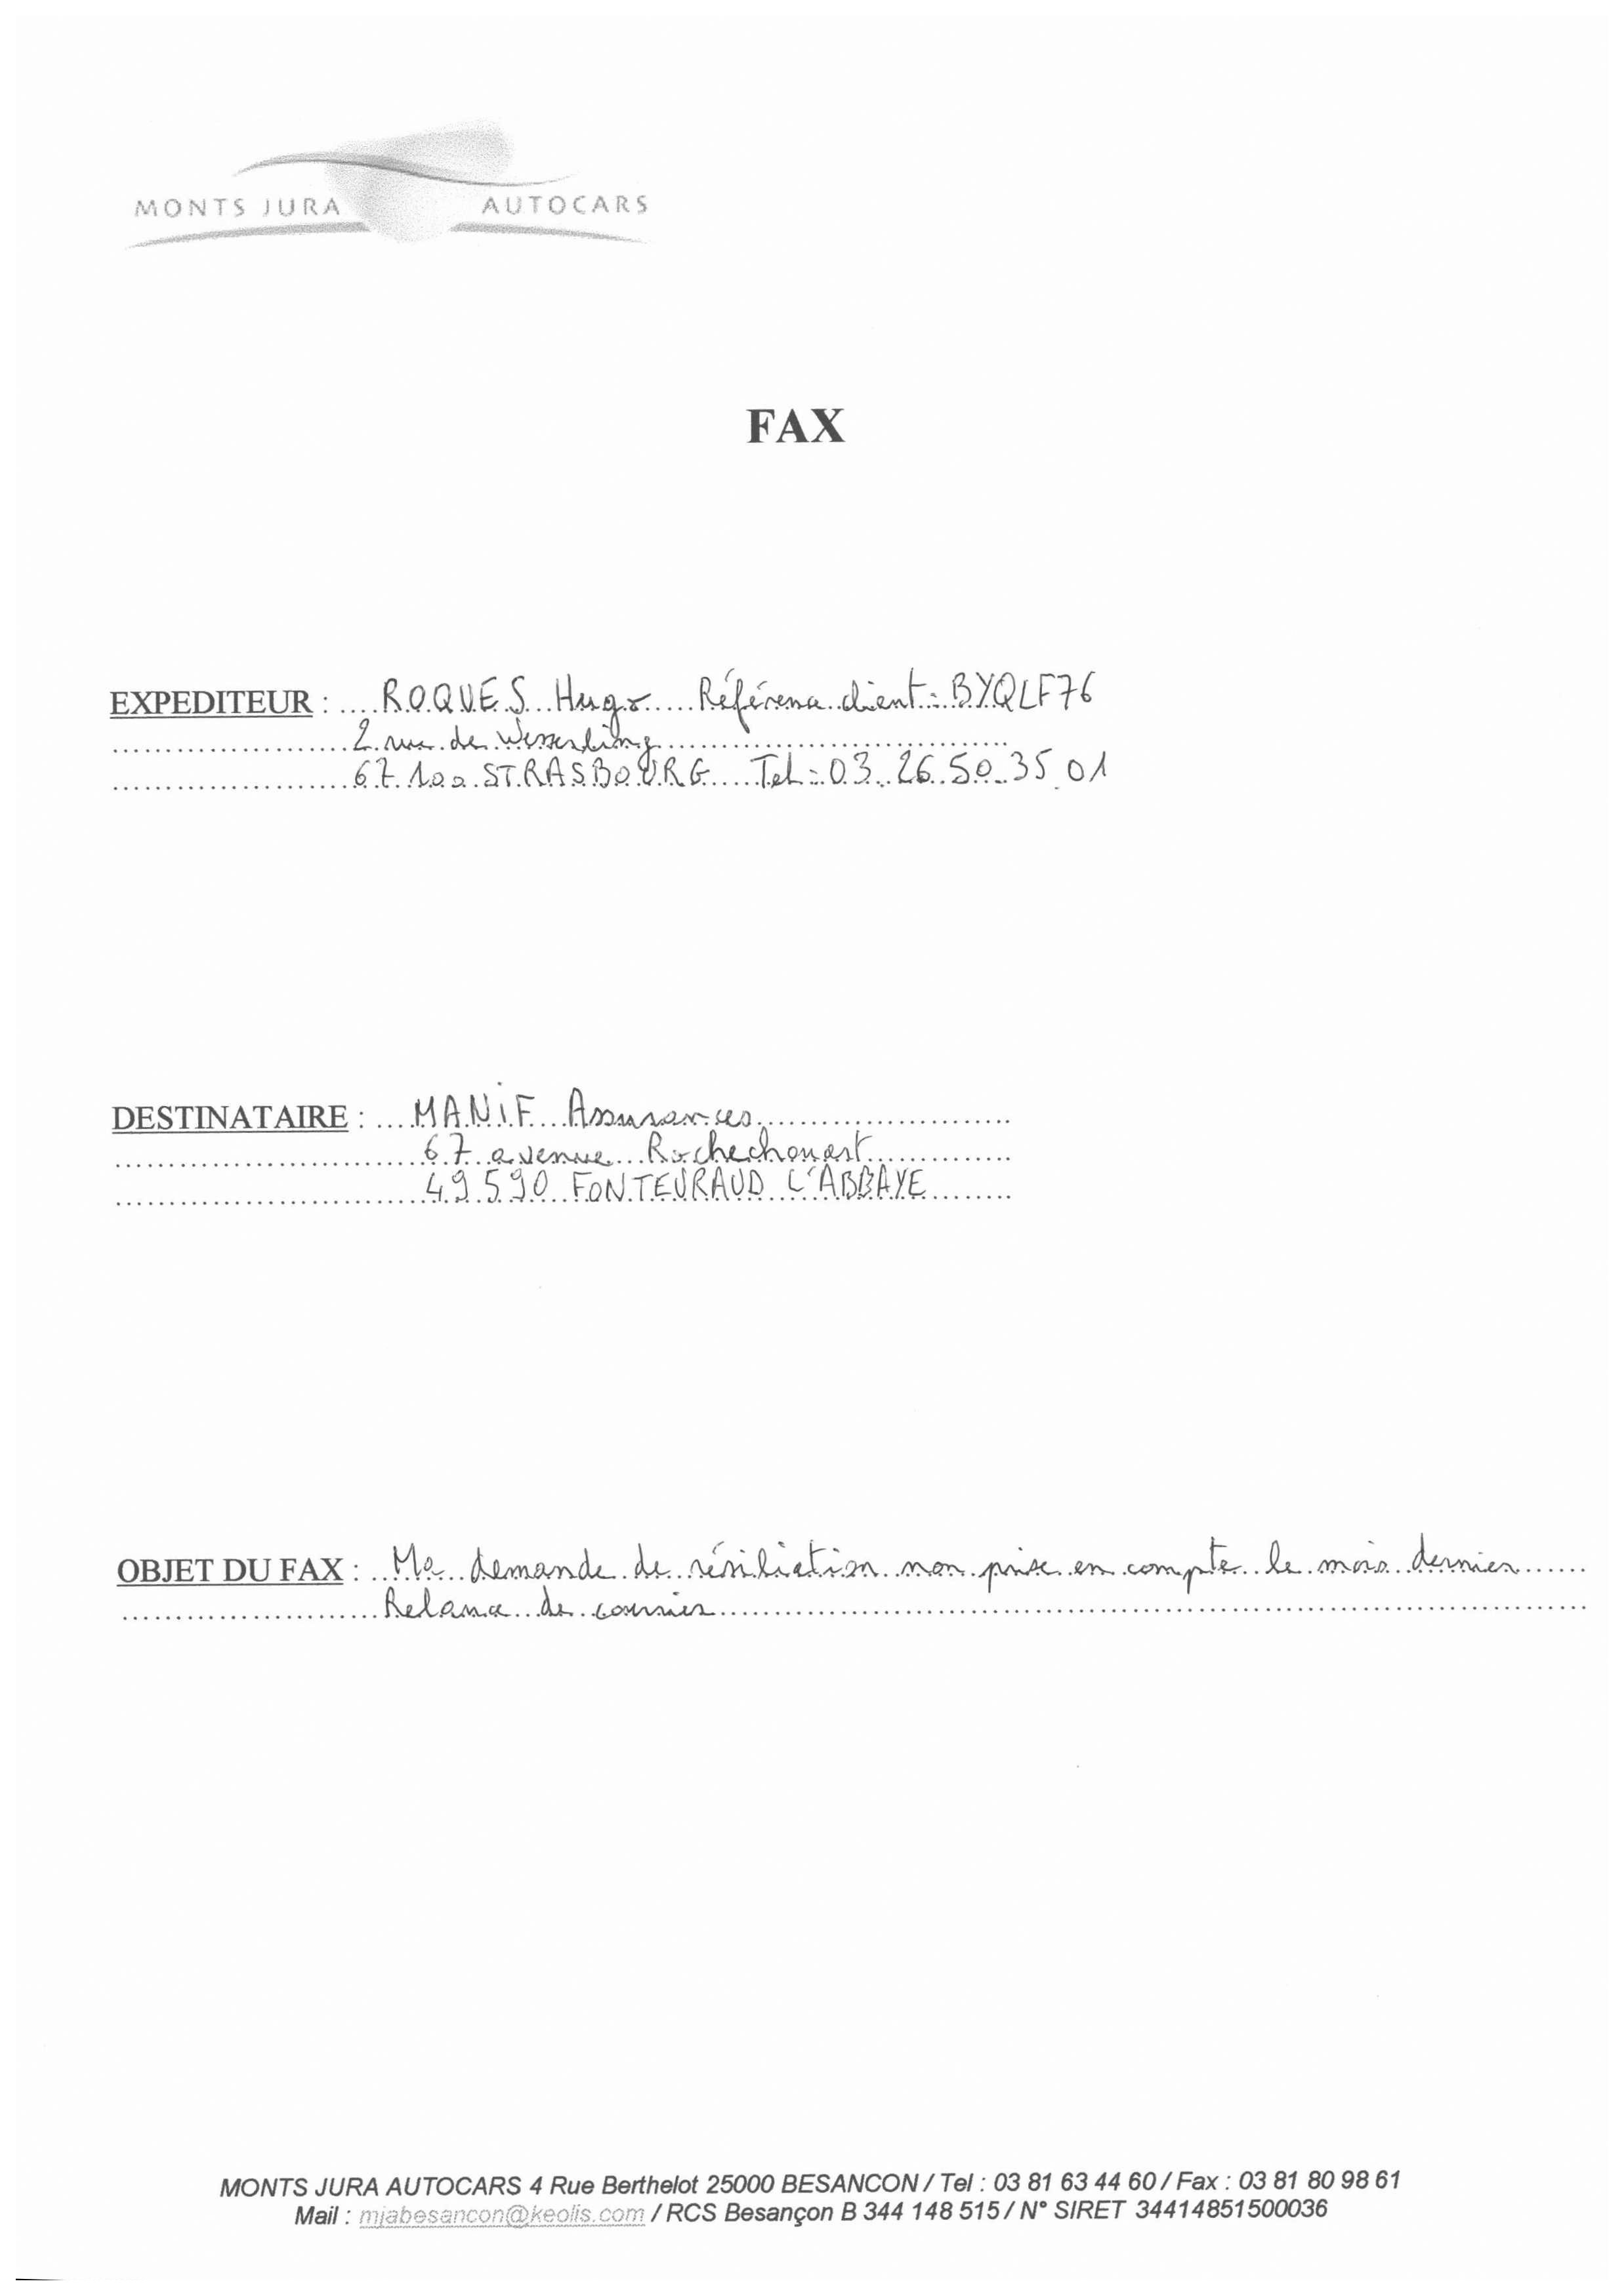 MONTS JURA AUTOCARS
FAX
EXPEDITEUR : ....ROQUES Hugo.....Référence client : BYQLF76
2 rue de Wesserling
67100 STRASBOURG Tel : 03 26 50 35 01
DESTINATAIRE : ....MANiF Assurances
67 avenue Rochechouart
49590 FONTEVRAUD L'ABBAYE
OBJET DU FAX : ..Ma demande de résiliation non prise en compte le mois dernier
Relance de courrier
MONTS JURA AUTOCARS 4 Rue Berthelot 25000 BESANCON / Tel : 03 81 63 44 60 / Fax : 03 81 80 98 61
Mail : mjabesancon@keolis.com / RCS Besançon B 344 148 515 / N° SIRET 34414851500036